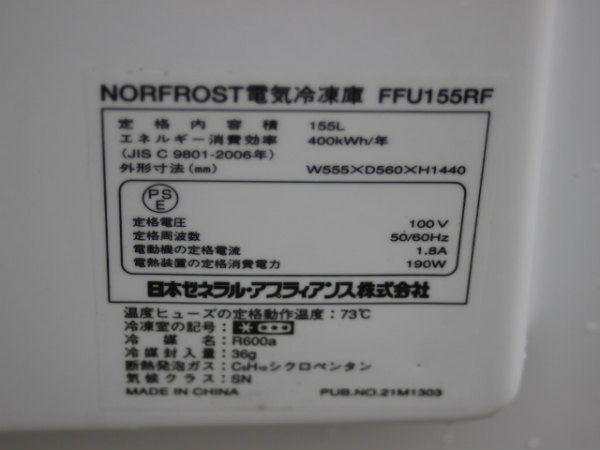 NORFROST電気冷凍庫 FFU155RF
定格内容積 155L
エネルギー消費効率 400kWh/年
(JIS C 9801-2006年)
外形寸法(mm) W555×D560×H1440
PS
E
定格電圧 100V
定格周波数 50/60Hz
電動機の定格電流 1.8A
電熱装置の定格消費電力 190W
日本ゼネラル・アプライアンス株式会社
温度ヒューズの定格動作温度:73℃
冷凍室の記号:
冷媒名:R600a
冷媒封入量:36g
断熱発泡ガス:C₅H₁₀シクロペンタン
気候クラス:SN
MADE IN CHINA PUB.NO.21M1303